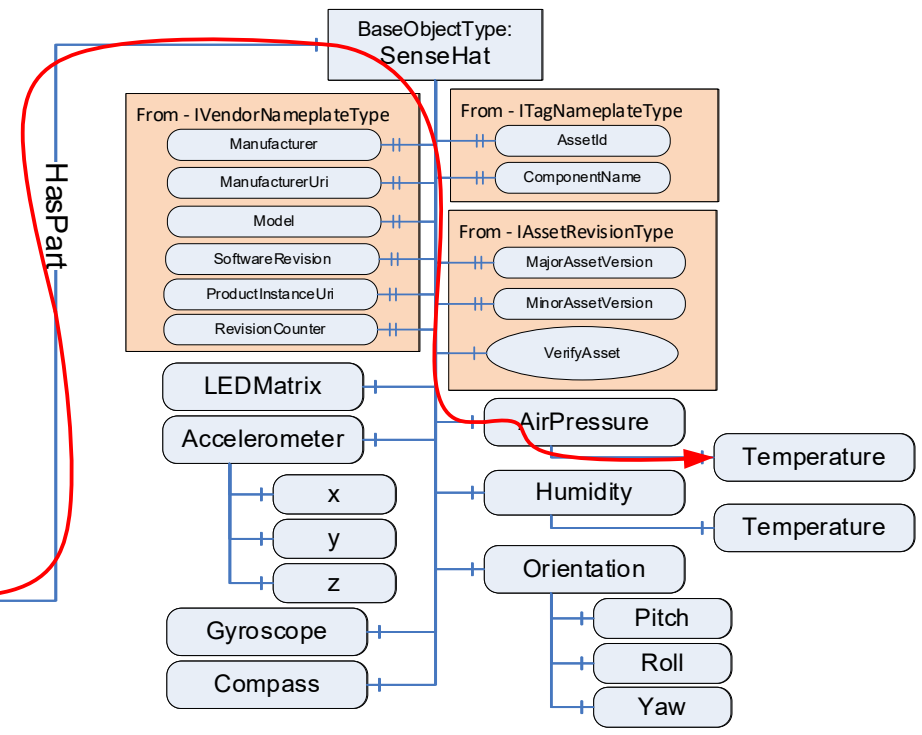 BaseObjectType:
SenseHat
HasPart
From - IVendorNameplateType
Manufacturer
ManufacturerUri
Model
SoftwareRevision
ProductInstanceUri
RevisionCounter
From - ITagNameplateType
AssetId
ComponentName
From - IAssetRevisionType
MajorAssetVersion
MinorAssetVersion
VerifyAsset
LEDMatrix
Accelerometer
x
y
z
Gyroscope
Compass
AirPressure
Temperature
Humidity
Temperature
Orientation
Pitch
Roll
Yaw